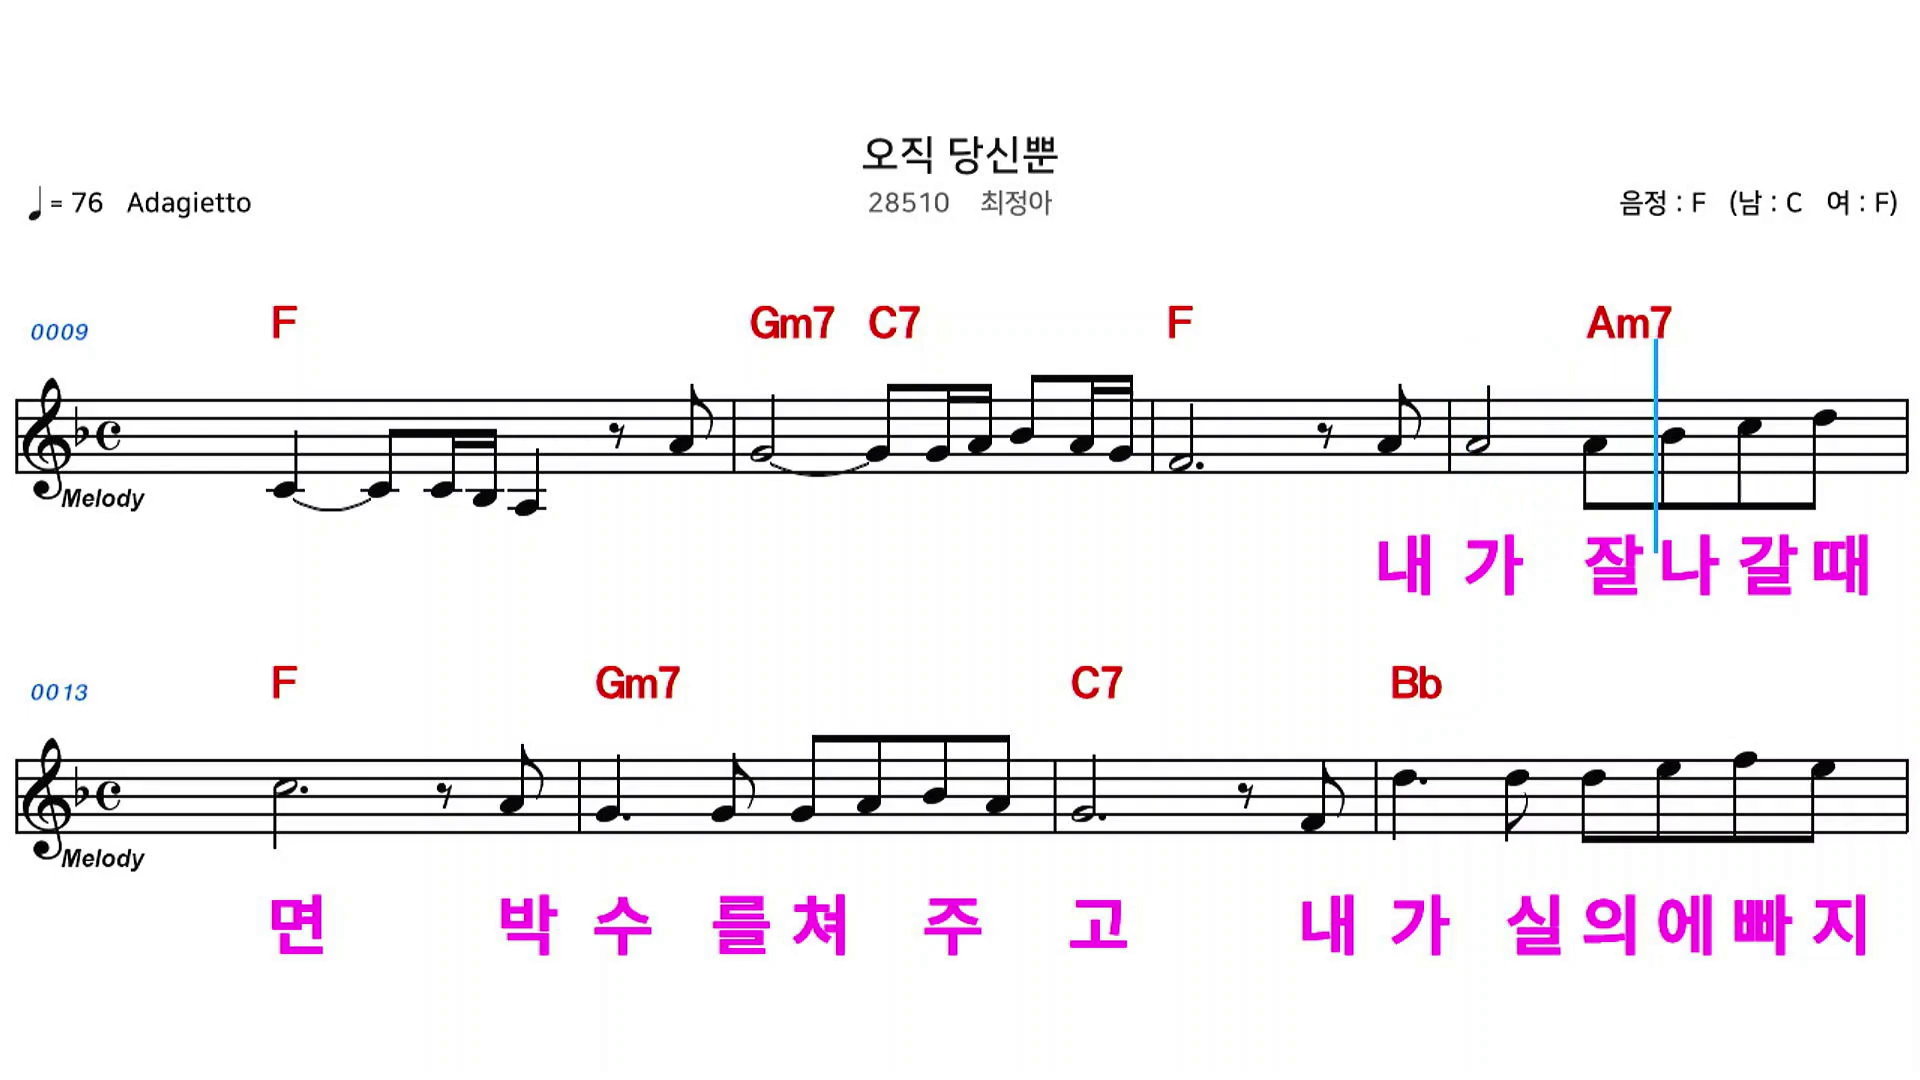 오직 당신뿐
= 76 Adagietto 28510 최정아 음정 : F (남 : C 여 : F)
0009 F Gm7 C7 F Am7
Melody
내 가 잘 나 갈 때
0013 F Gm7 C7 Bb
Melody
면 박 수 를 쳐 주 고 내 가 실 의 에 빠 지